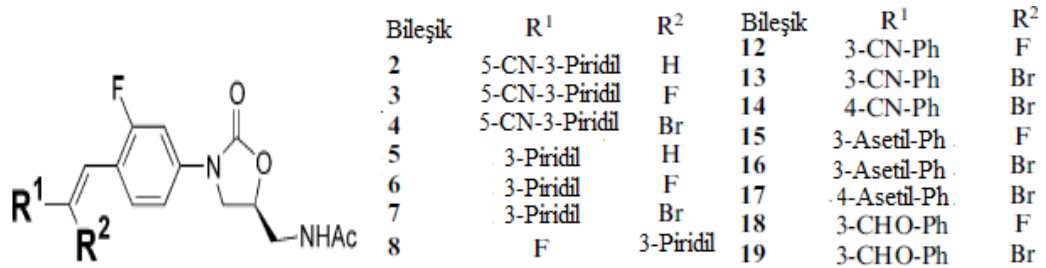 F
O
N
O
R¹
R²
NHAc
Bileşik R¹ R²
2 5-CN-3-Piridil H
3 5-CN-3-Piridil F
4 5-CN-3-Piridil Br
5 3-Piridil H
6 3-Piridil F
7 3-Piridil Br
8 F 3-Piridil
Bileşik R¹ R²
12 3-CN-Ph F
13 3-CN-Ph Br
14 4-CN-Ph Br
15 3-Asetil-Ph F
16 3-Asetil-Ph Br
17 4-Asetil-Ph Br
18 3-CHO-Ph F
19 3-CHO-Ph Br